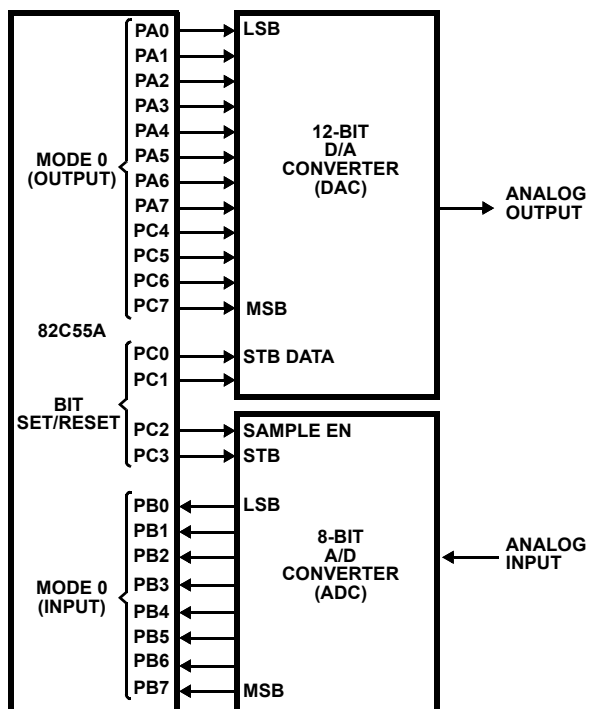 PA0 LSB
PA1
PA2
PA3
PA4
PA5
PA6
PA7
PC4
PC5
PC6
PC7 MSB
MODE 0
(OUTPUT)
12-BIT
D/A
CONVERTER
(DAC)
ANALOG
OUTPUT
82C55A
PC0 STB DATA
PC1
BIT
SET/RESET
PC2 SAMPLE EN
PC3 STB
PB0 LSB
PB1
PB2
PB3
PB4
PB5
PB6
PB7 MSB
MODE 0
(INPUT)
8-BIT
A/D
CONVERTER
(ADC)
ANALOG
INPUT